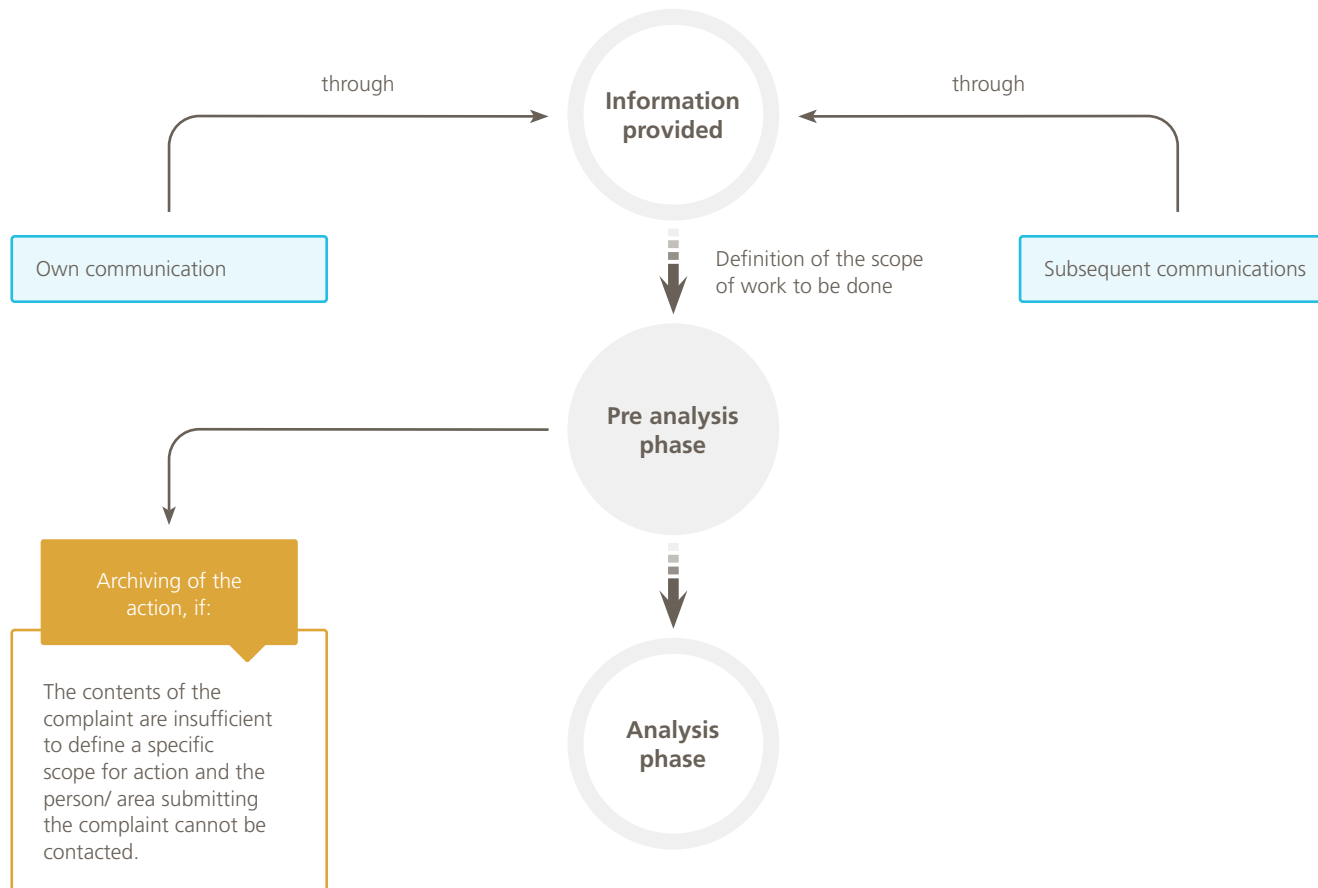 through
Information
provided
through
Own communication
Definition of the scope
of work to be done
Subsequent communications
Pre analysis
phase
Archiving of the
action, if:
The contents of the
complaint are insufficient
to define a specific
scope for action and the
person/ area submitting
the complaint cannot be
contacted.
Analysis
phase